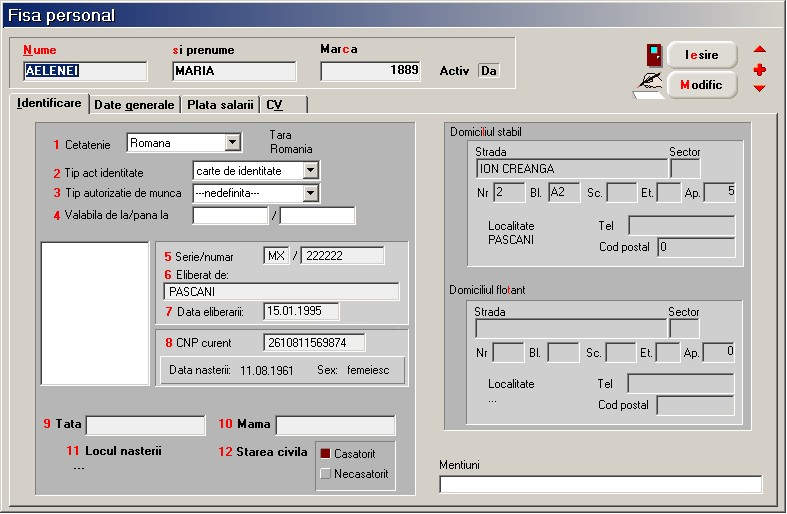 Fisa personal
Nume si prenume Marca
AELENEI MARIA 1889 Activ Da
Iesire
Modific
Identificare Date generale Plata salarii CV
1 Cetatenie Romana Tara
Romania
2 Tip act identitate carte de identitate
3 Tip autorizatie de munca ---nedefinita---
4 Valabila de la/pana la /
5 Serie/numar MX / 222222
6 Eliberat de:
PASCANI
7 Data eliberarii: 15.01.1995
8 CNP curent 2610811569874
Data nasterii: 11.08.1961 Sex: femeiesc
9 Tata 10 Mama
11 Locul nasterii 12 Starea civila Casatorit
--- Necasatorit
Domiciliul stabil
Strada Sector
ION CREANGA
Nr 2 Bl. A2 Sc. Et. Ap. 5
Localitate Tel
PASCANI
Cod postal 0
Domiciliul flotant
Strada Sector
Nr Bl. Sc. Et. Ap. 0
Localitate Tel
...
Cod postal
Mentiuni